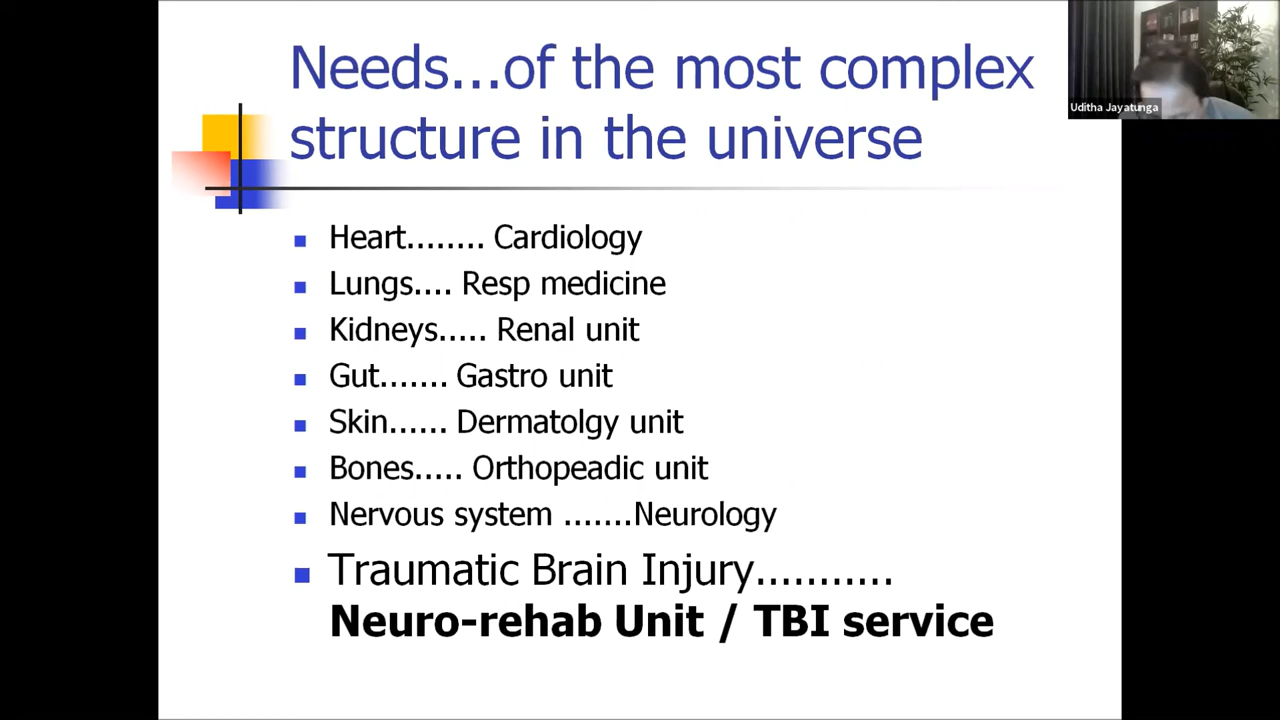 Needs...of the most complex
structure in the universe
Uditha Jayatunga
Heart........ Cardiology
Lungs.... Resp medicine
Kidneys..... Renal unit
Gut....... Gastro unit
Skin...... Dermatolgy unit
Bones..... Orthopeadic unit
Nervous system .......Neurology
Traumatic Brain Injury...........
Neuro-rehab Unit / TBI service